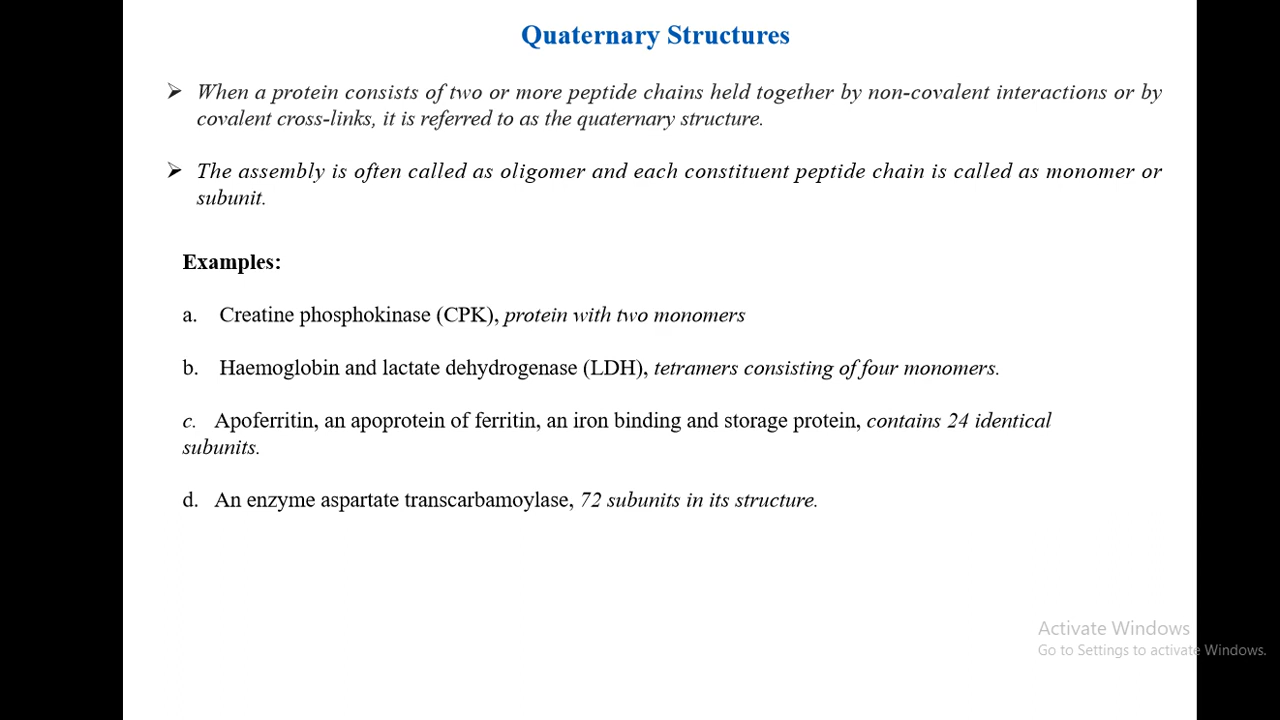 Quaternary Structures
➢ When a protein consists of two or more peptide chains held together by non-covalent interactions or by
covalent cross-links, it is referred to as the quaternary structure.
➢ The assembly is often called as oligomer and each constituent peptide chain is called as monomer or
subunit.
Examples:
a. Creatine phosphokinase (CPK), protein with two monomers
b. Haemoglobin and lactate dehydrogenase (LDH), tetramers consisting of four monomers.
c. Apoferritin, an apoprotein of ferritin, an iron binding and storage protein, contains 24 identical
subunits.
d. An enzyme aspartate transcarbamoylase, 72 subunits in its structure.
Activate Windows
Go to Settings to activate Windows.